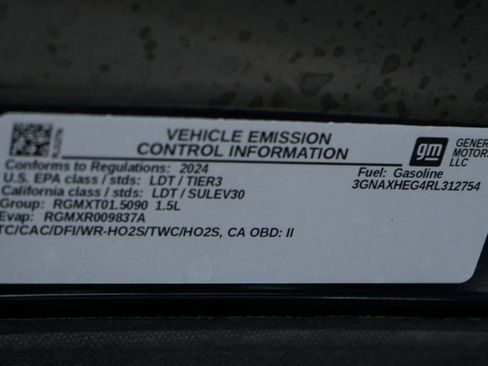 VEHICLE EMISSION
CONTROL INFORMATION
gm
GENER
MOTORS
LLC
Conforms to Regulations: 2024
U.S. EPA class / stds: LDT / TIER3
California class / stds: LDT / SULEV30
Group: RGMXT01.5090 1.5L
Evap: RGMXR009837A
TC/CAC/DFI/WR-HO2S/TWC/HO2S, CA OBD: II
Fuel: Gasoline
3GNAXHEG4RL312754